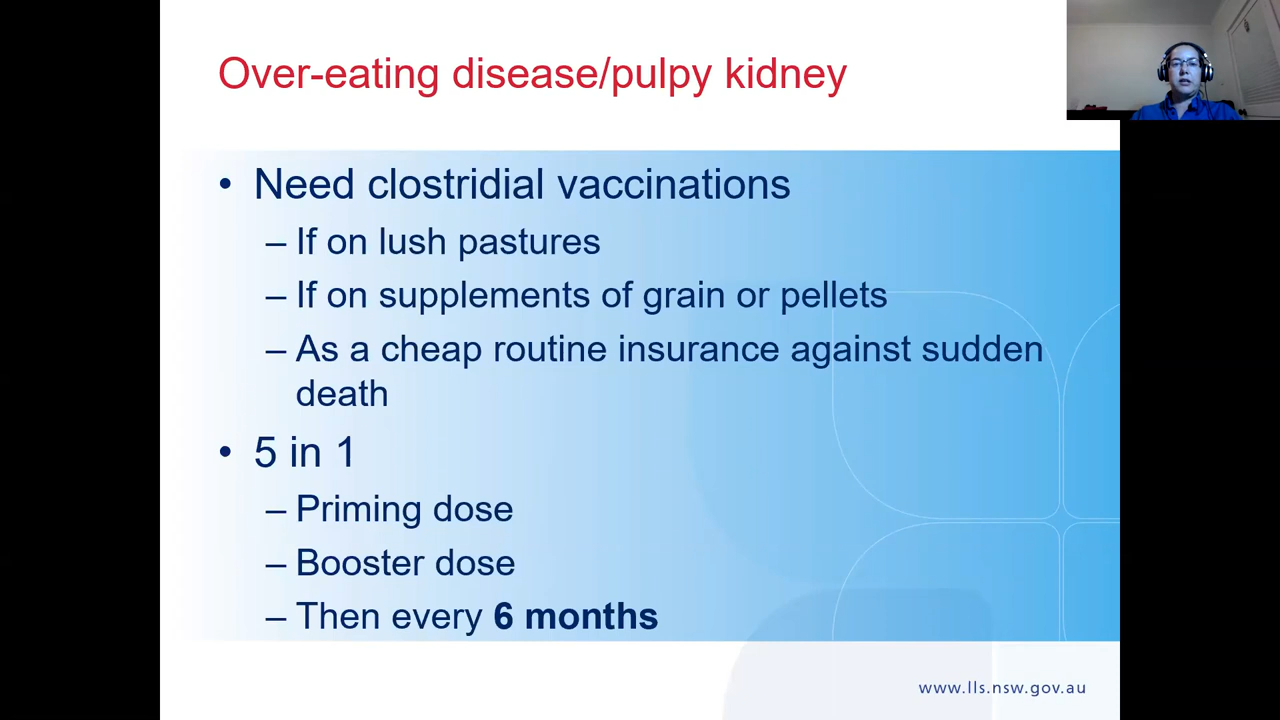 Over-eating disease/pulpy kidney
• Need clostridial vaccinations
– If on lush pastures
– If on supplements of grain or pellets
– As a cheap routine insurance against sudden
death
• 5 in 1
– Priming dose
– Booster dose
– Then every 6 months
www.lls.nsw.gov.au